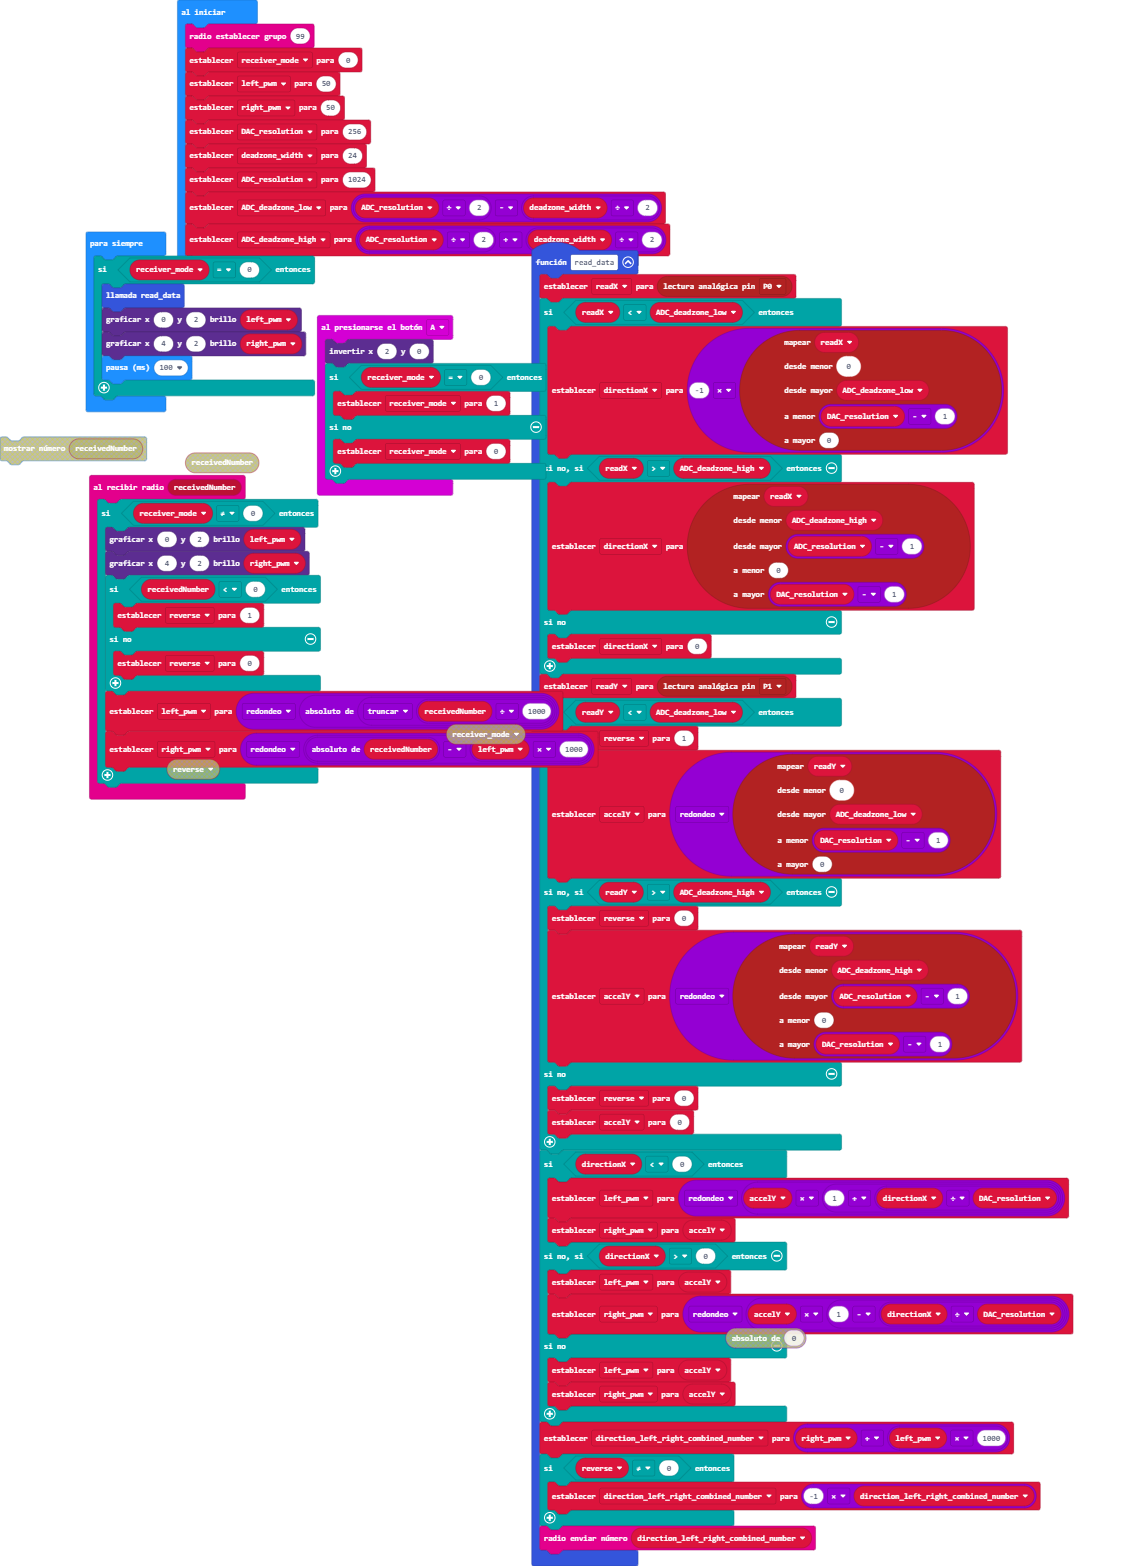 al iniciar
radio establecer grupo 99
establecer receiver_mode para 0
establecer left_pwm para 50
establecer right_pwm para 50
establecer DAC_resolution para 256
establecer deadzone_width para 24
establecer ADC_resolution para 1024
establecer ADC_deadzone_low para ADC_resolution ÷ 2 - deadzone_width ÷ 2
establecer ADC_deadzone_high para ADC_resolution ÷ 2 + deadzone_width ÷ 2
para siempre
si receiver_mode = 0 entonces
llamada read_data
graficar x 0 y 2 brillo left_pwm
graficar x 4 y 2 brillo right_pwm
pausa (ms) 100
al presionarse el botón A
invertir x 2 y 0
si receiver_mode = 0 entonces
establecer receiver_mode para 1
si no
establecer receiver_mode para 0
mostrar número receivedNumber
receivedNumber
al recibir radio receivedNumber
si receiver_mode ≠ 0 entonces
graficar x 0 y 2 brillo left_pwm
graficar x 4 y 2 brillo right_pwm
si receivedNumber < 0 entonces
establecer reverse para 1
si no
establecer reverse para 0
establecer left_pwm para redondeo absoluto de truncar receivedNumber ÷ 1000
establecer right_pwm para redondeo absoluto de receivedNumber - left_pwm × 1000
receiver_mode
reverse
función read_data
establecer readX para lectura analógica pin P0
si readX < ADC_deadzone_low entonces
establecer directionX para -1 ×
mapear readX
desde menor 0
desde mayor ADC_deadzone_low
a menor DAC_resolution - 1
a mayor 0
si no, si readX > ADC_deadzone_high entonces
establecer directionX para
mapear readX
desde menor ADC_deadzone_high
desde mayor ADC_resolution - 1
a menor 0
a mayor DAC_resolution - 1
si no
establecer directionX para 0
establecer readY para lectura analógica pin P1
readY < ADC_deadzone_low entonces
reverse para 1
establecer accelY para redondeo
mapear readY
desde menor 0
desde mayor ADC_deadzone_low
a menor DAC_resolution - 1
a mayor 0
si no, si readY > ADC_deadzone_high entonces
establecer reverse para 0
establecer accelY para redondeo
mapear readY
desde menor ADC_deadzone_high
desde mayor ADC_resolution - 1
a menor 0
a mayor DAC_resolution - 1
si no
establecer reverse para 0
establecer accelY para 0
si directionX < 0 entonces
establecer left_pwm para redondeo accelY × 1 + directionX ÷ DAC_resolution
establecer right_pwm para accelY
si no, si directionX > 0 entonces
establecer left_pwm para accelY
establecer right_pwm para redondeo accelY × 1 - directionX ÷ DAC_resolution
absoluto de 0
si no
establecer left_pwm para accelY
establecer right_pwm para accelY
establecer direction_left_right_combined_number para right_pwm + left_pwm × 1000
si reverse ≠ 0 entonces
establecer direction_left_right_combined_number para -1 × direction_left_right_combined_number
radio enviar número direction_left_right_combined_number